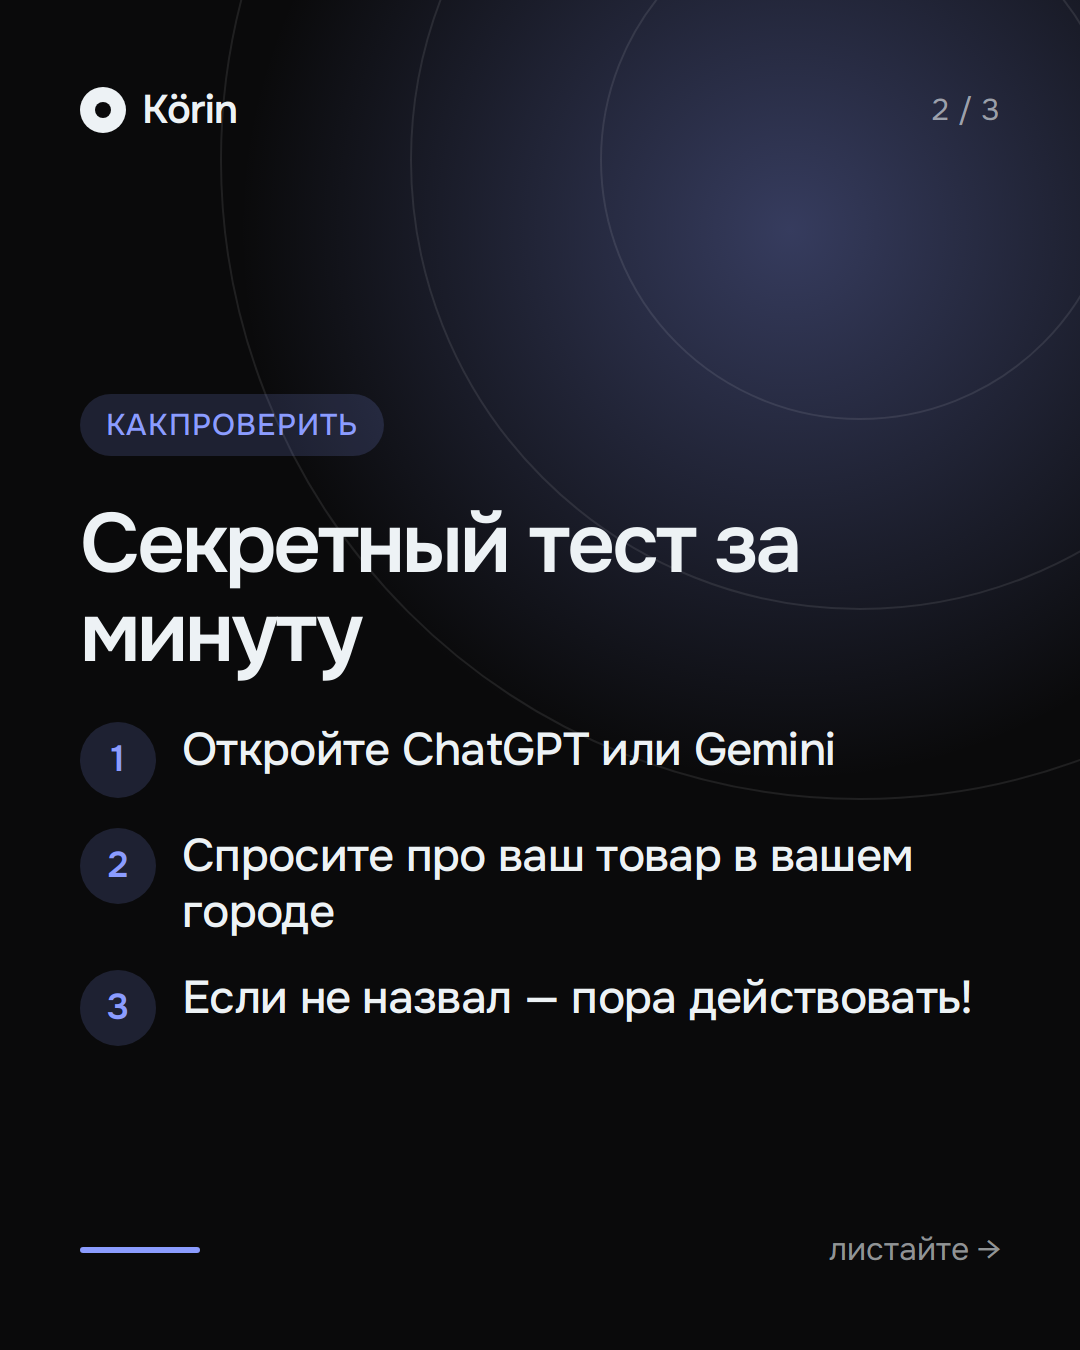 Körin
2 / 3
КАКПРОВЕРИТЬ
Секретный тест за
минуту
1 Откройте ChatGPT или Gemini
2 Спросите про ваш товар в вашем
городе
3 Если не назвал — пора действовать!
листайте →